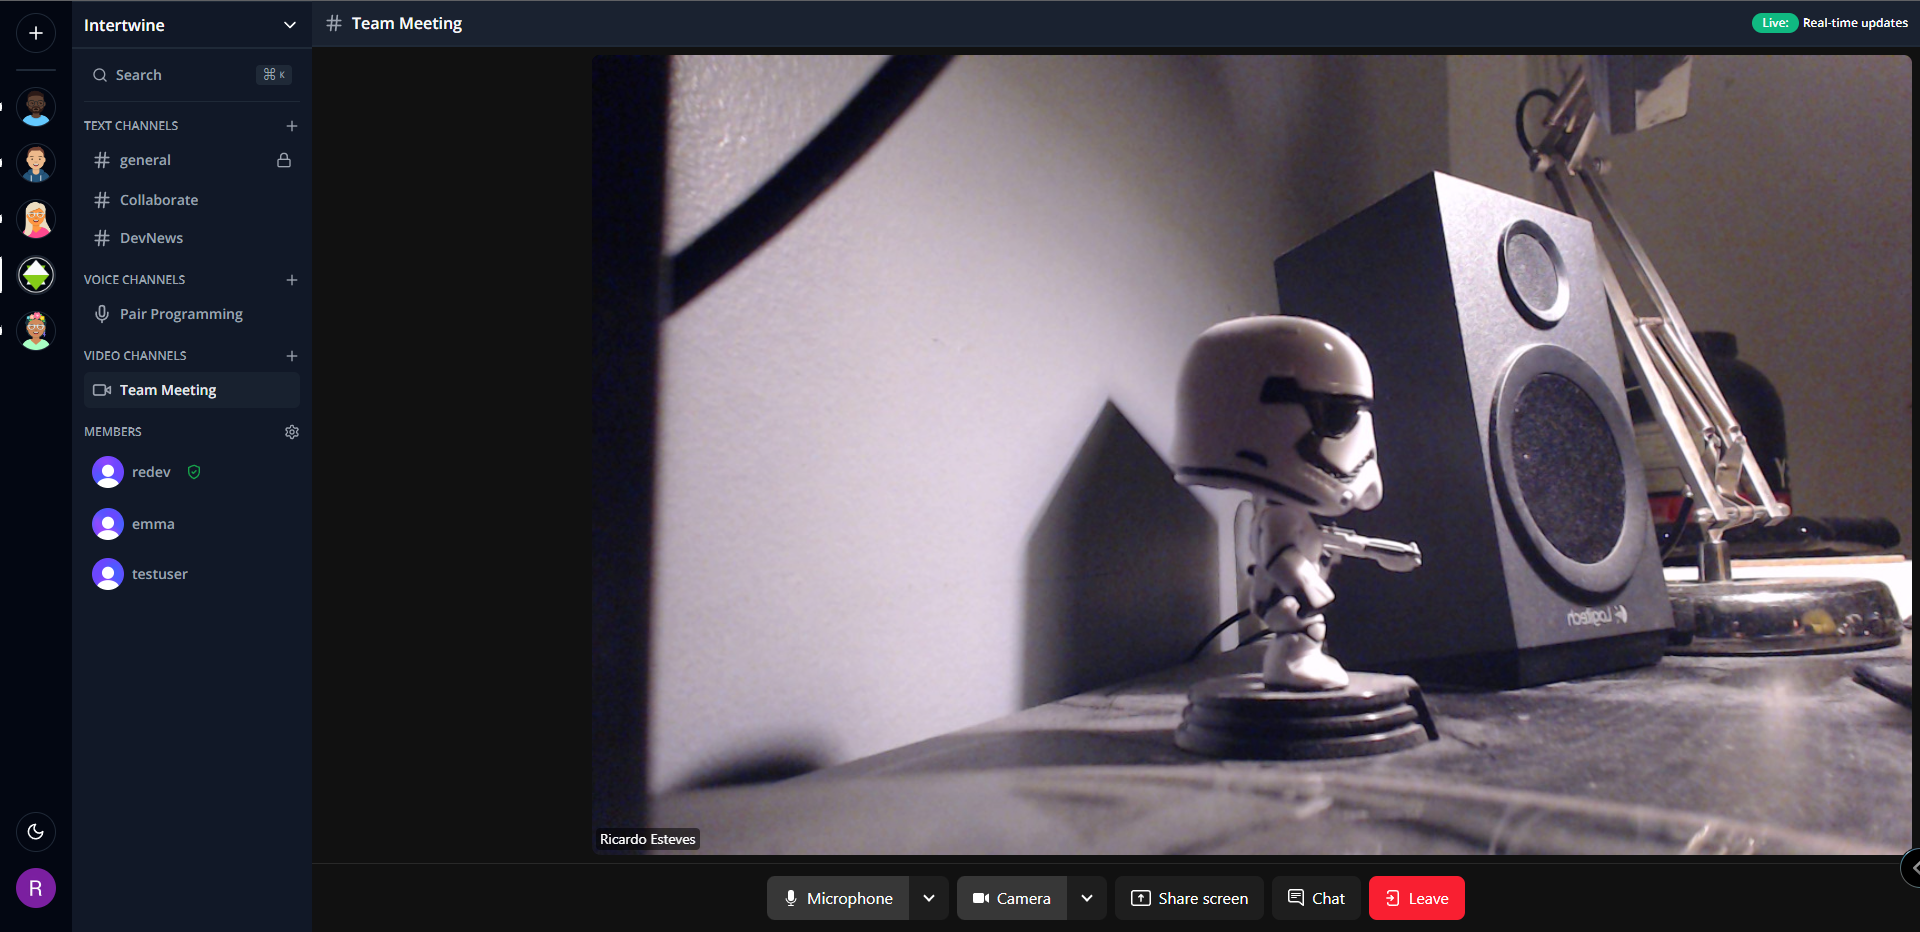 Intertwine
Search
⌘ K
TEXT CHANNELS
general
Collaborate
DevNews
VOICE CHANNELS
Pair Programming
VIDEO CHANNELS
Team Meeting
MEMBERS
redev
emma
testuser
R
# Team Meeting
Live: Real-time updates
Logitech
Ricardo Esteves
Microphone
Camera
Share screen
Chat
Leave